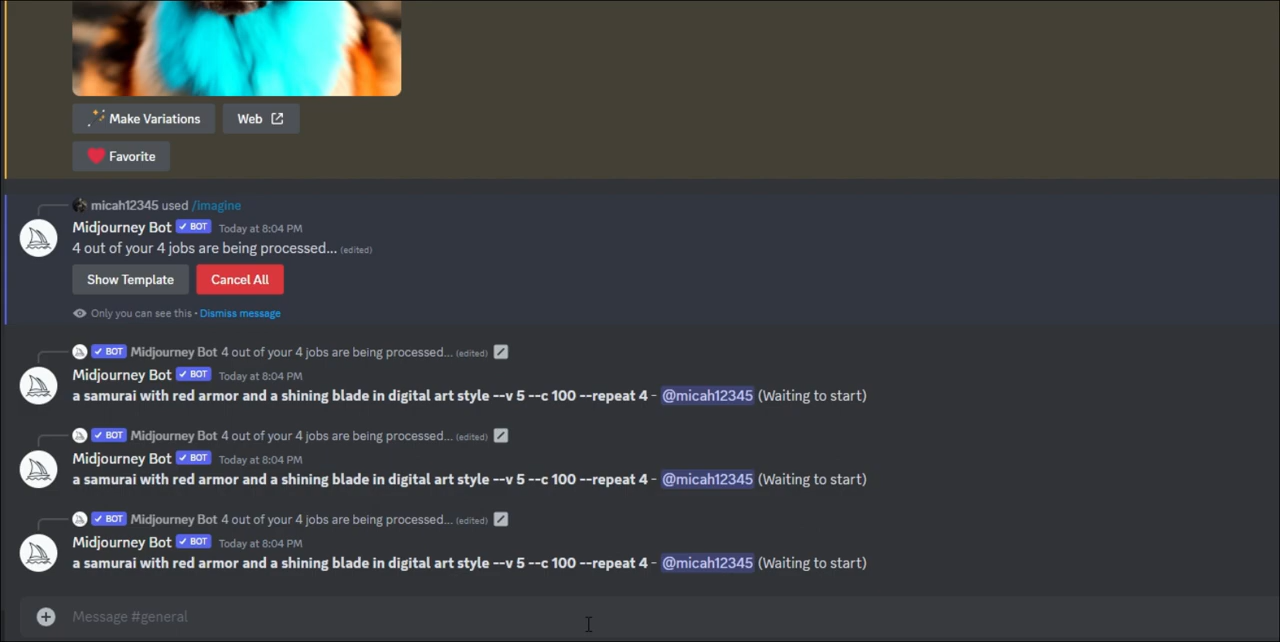 Make Variations
Web
Favorite
micah12345 used /imagine
Midjourney Bot ✓ BOT Today at 8:04 PM
4 out of your 4 jobs are being processed... (edited)
Show Template
Cancel All
Only you can see this • Dismiss message
✓ BOT Midjourney Bot 4 out of your 4 jobs are being processed... (edited)
Midjourney Bot ✓ BOT Today at 8:04 PM
a samurai with red armor and a shining blade in digital art style --v 5 --c 100 --repeat 4 - @micah12345 (Waiting to start)
✓ BOT Midjourney Bot 4 out of your 4 jobs are being processed... (edited)
Midjourney Bot ✓ BOT Today at 8:04 PM
a samurai with red armor and a shining blade in digital art style --v 5 --c 100 --repeat 4 - @micah12345 (Waiting to start)
✓ BOT Midjourney Bot 4 out of your 4 jobs are being processed... (edited)
Midjourney Bot ✓ BOT Today at 8:04 PM
a samurai with red armor and a shining blade in digital art style --v 5 --c 100 --repeat 4 - @micah12345 (Waiting to start)
Message #general